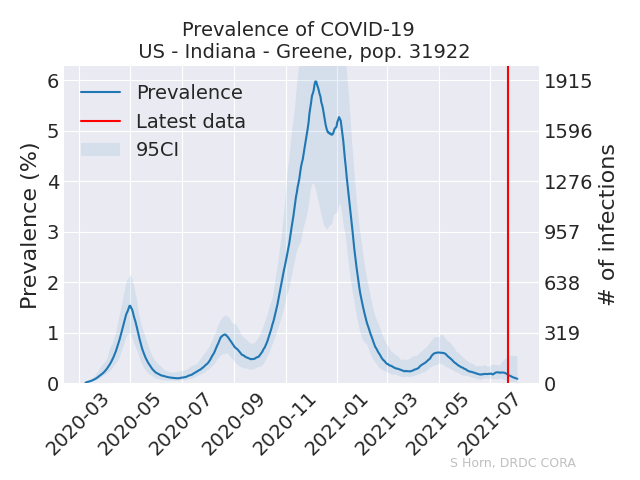 Prevalence of COVID-19
US - Indiana - Greene, pop. 31922
Prevalence
Latest data
95CI
Prevalence (%)
6
5
4
3
2
1
0
1915
1596
1276
957
638
319
0
# of infections
2020-03
2020-05
2020-07
2020-09
2020-11
2021-01
2021-03
2021-05
2021-07
S Horn, DRDC CORA